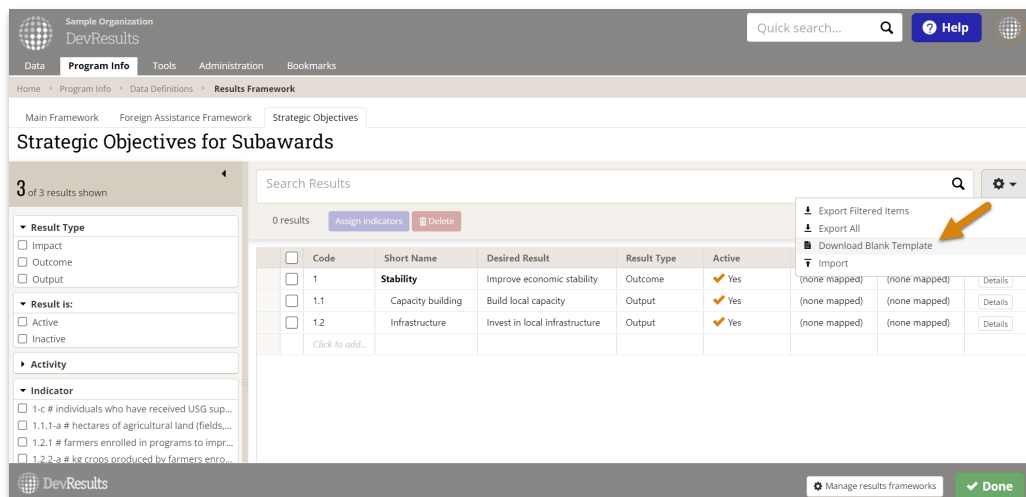 Sample Organization
DevResults
Quick search...
? Help
Data Program Info Tools Administration Bookmarks
Home Program Info Data Definitions Results Framework
Main Framework Foreign Assistance Framework Strategic Objectives
Strategic Objectives for Subawards
3 of 3 results shown
Search Results
0 results Assign indicators Delete
Export Filtered Items
Export All
Download Blank Template
Import
Result Type
Impact
Outcome
Output
Result is:
Active
Inactive
Activity
Indicator
1-c # individuals who have received USG sup...
1.1.1-a # hectares of agricultural land (fields,...
1.2.1 # farmers enrolled in programs to impr...
1.2.2-a # kg crops produced by farmers enro...
Code Short Name Desired Result Result Type Active
1 Stability Improve economic stability Outcome Yes (none mapped) (none mapped) Details
1.1 Capacity building Build local capacity Output Yes (none mapped) (none mapped) Details
1.2 Infrastructure Invest in local infrastructure Output Yes (none mapped) (none mapped) Details
Click to add...
DevResults
Manage results frameworks
Done